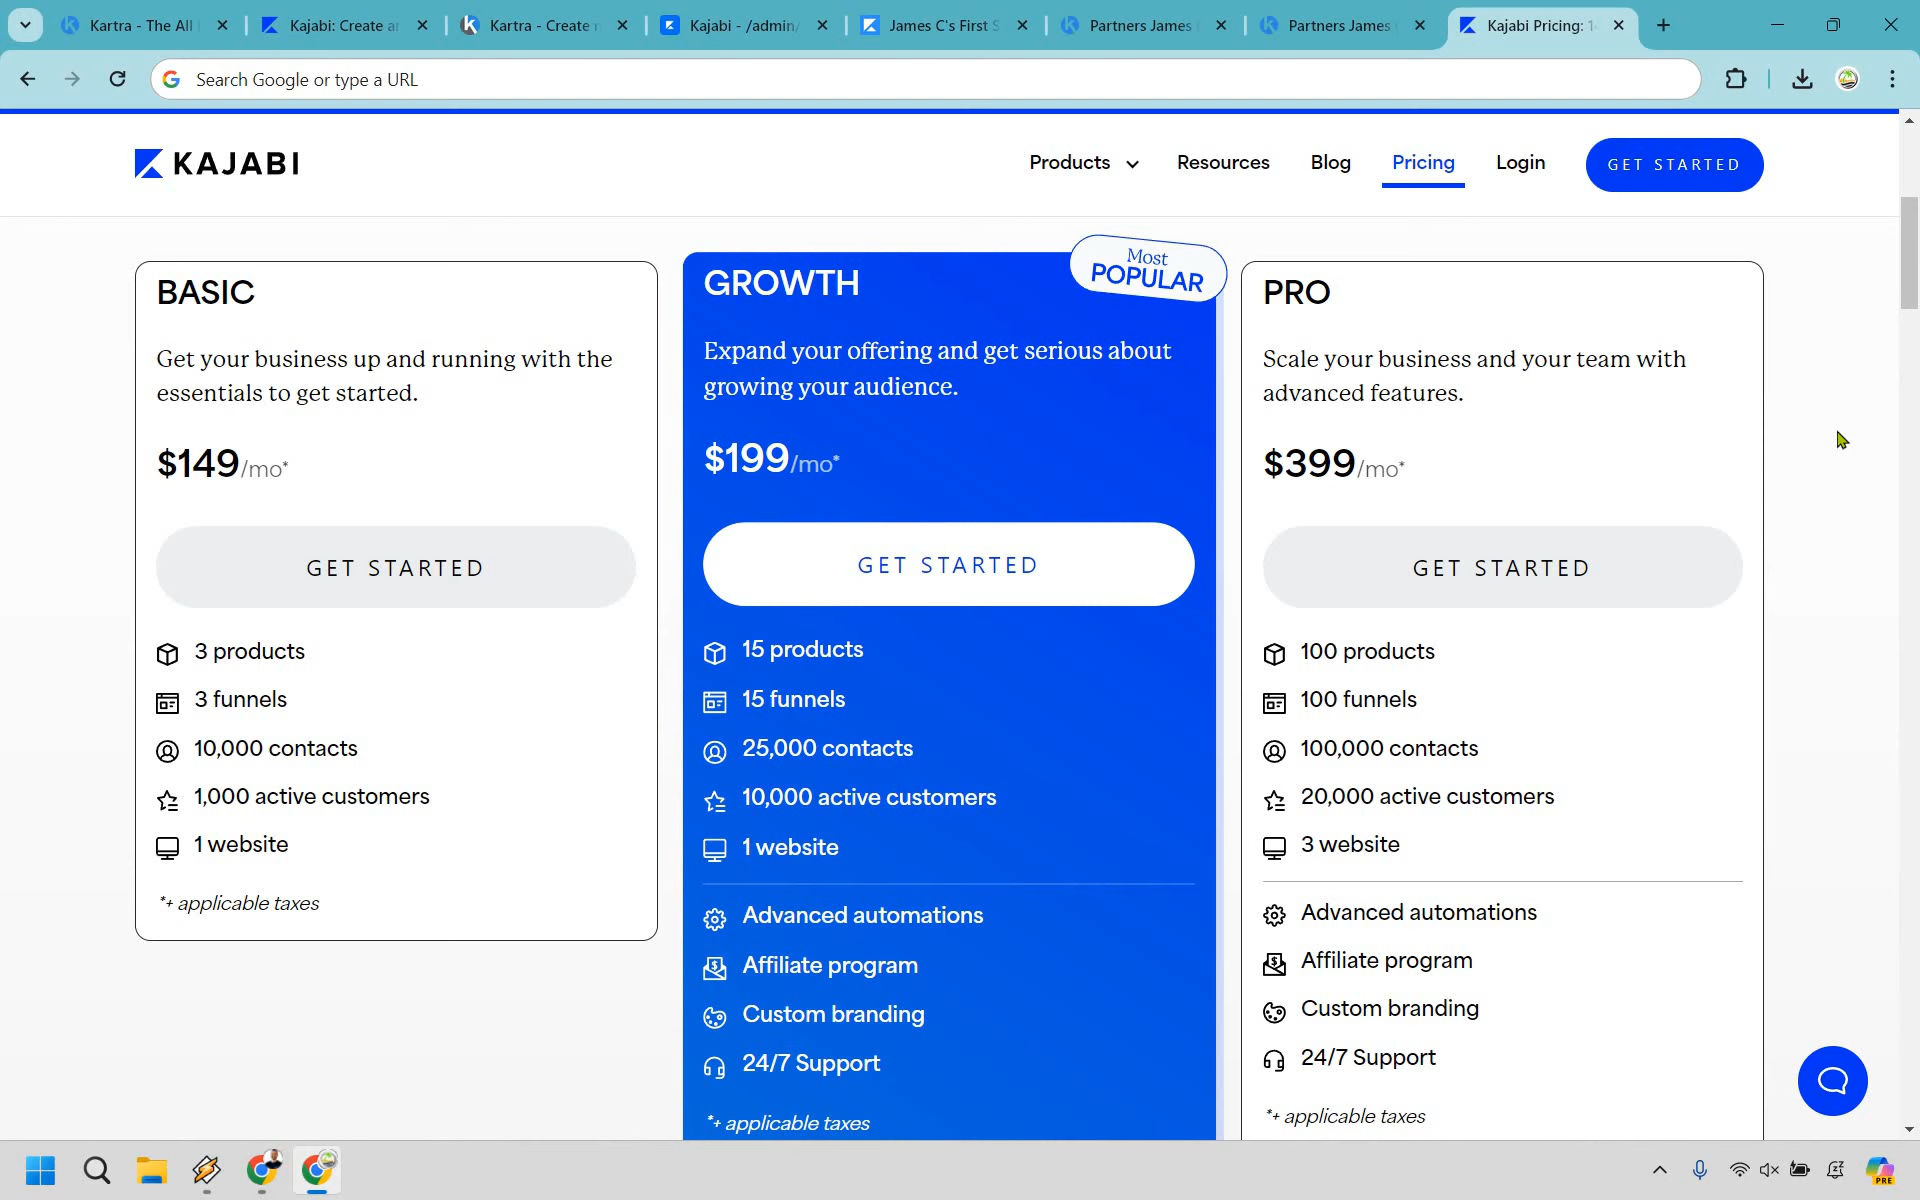 Kartra - The All
Kajabi: Create an
Kartra - Create
Kajabi - /admin/
James C's First S
Partners James
Partners James
Kajabi Pricing: 1
Search Google or type a URL
KAJABI
Products
Resources
Blog
Pricing
Login
GET STARTED
BASIC
Get your business up and running with the
essentials to get started.
$149/mo*
GET STARTED
3 products
3 funnels
10,000 contacts
1,000 active customers
1 website
*+ applicable taxes
Most
POPULAR
GROWTH
Expand your offering and get serious about
growing your audience.
$199/mo*
GET STARTED
15 products
15 funnels
25,000 contacts
10,000 active customers
1 website
Advanced automations
Affiliate program
Custom branding
24/7 Support
*+ applicable taxes
PRO
Scale your business and your team with
advanced features.
$399/mo*
GET STARTED
100 products
100 funnels
100,000 contacts
20,000 active customers
3 website
Advanced automations
Affiliate program
Custom branding
24/7 Support
*+ applicable taxes
PRE